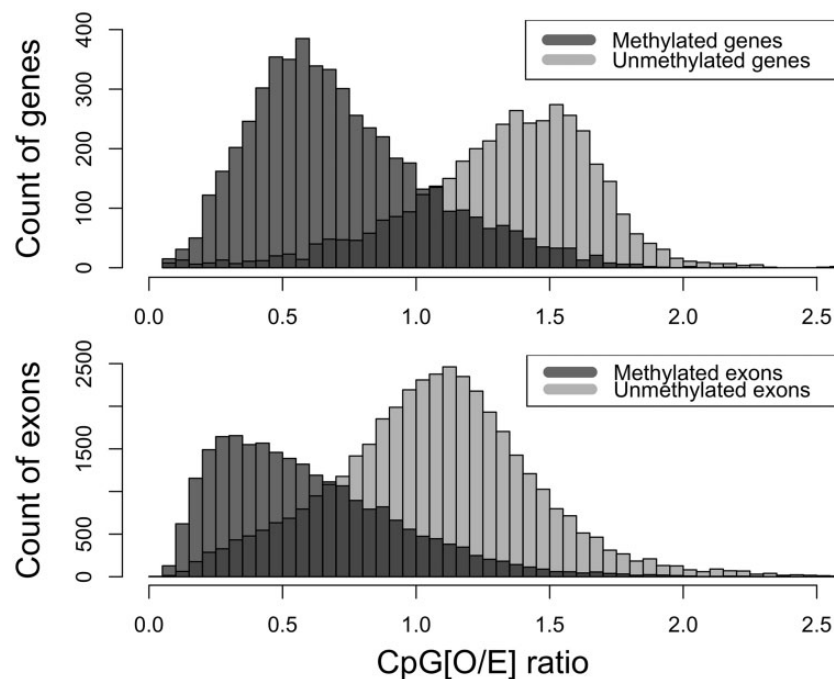 Count of genes
400
300
200
100
0
Methylated genes
Unmethylated genes
0.0 0.5 1.0 1.5 2.0 2.5
Count of exons
2500
1500
500
0
Methylated exons
Unmethylated exons
0.0 0.5 1.0 1.5 2.0 2.5
CpG[O/E] ratio